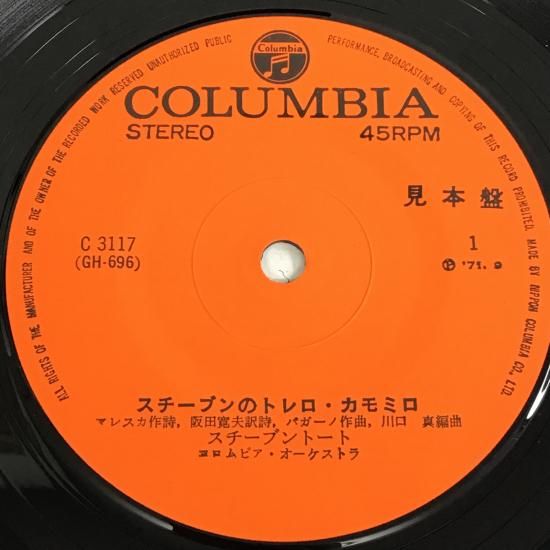 ALL RIGHTS OF THE MANUFACTURER AND OF THE OWNER OF THE RECORDED WORK RESERVED UNAUTHORIZED PUBLIC PERFORMANCE, BROADCASTING AND COPYING OF THIS RECORD PROHIBITED. MADE BY NIPPON COLUMBIA CO., LTD.
Columbia
COLUMBIA
STEREO 45RPM
見本盤
C 3117 1
(GH-696) Ⓟ '71. 9
スチーブンのトレロ・カモミロ
マレスカ作詩, 阪田寛夫訳詩, パガーノ作曲, 川口 真編曲
スチーブントート
コロムビア・オーケストラ